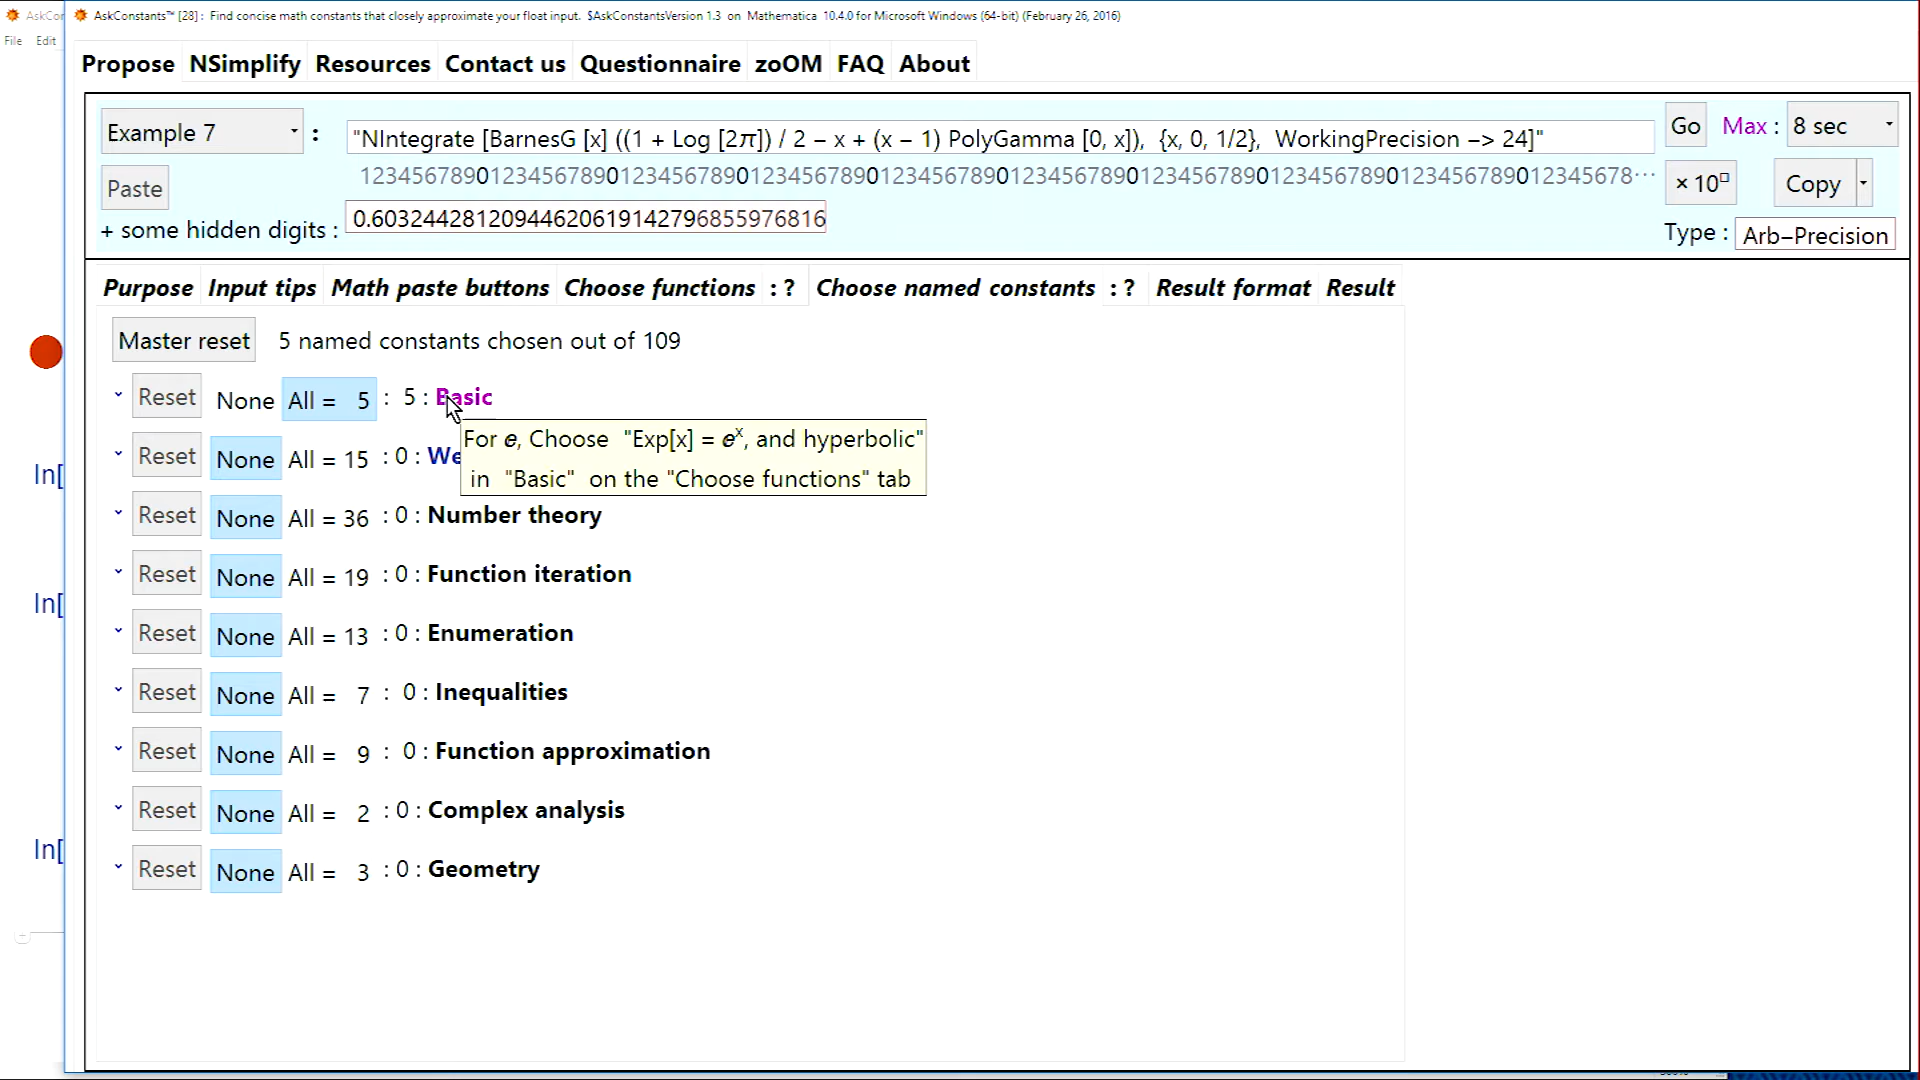 AskCor
AskConstants™ [28] : Find concise math constants that closely approximate your float input. $AskConstantsVersion 1.3 on Mathematica 10.4.0 for Microsoft Windows (64-bit) (February 26, 2016)
File Edit
Propose NSimplify Resources Contact us Questionnaire zoOM FAQ About
Example 7 : "NIntegrate [BarnesG [x] ((1 + Log [2π]) / 2 − x + (x − 1) PolyGamma [0, x]), {x, 0, 1/2}, WorkingPrecision −> 24]" Go Max : 8 sec
Paste 12345678901234567890123456789012345678901234567890123456789012345678901234567890123456789012345678… × 10□ Copy
+ some hidden digits : 0.6032442812094462061914279685597681​6 Type : Arb−Precision
Purpose Input tips Math paste buttons Choose functions : ? Choose named constants : ? Result format Result
Master reset 5 named constants chosen out of 109
Reset None All = 5 : 5 : Basic
For e, Choose "Exp[x] = eˣ, and hyperbolic"
in "Basic" on the "Choose functions" tab
Reset None All = 15 : 0 : We
In[
Reset None All = 36 : 0 : Number theory
Reset None All = 19 : 0 : Function iteration
In[
Reset None All = 13 : 0 : Enumeration
Reset None All = 7 : 0 : Inequalities
Reset None All = 9 : 0 : Function approximation
Reset None All = 2 : 0 : Complex analysis
In[
Reset None All = 3 : 0 : Geometry